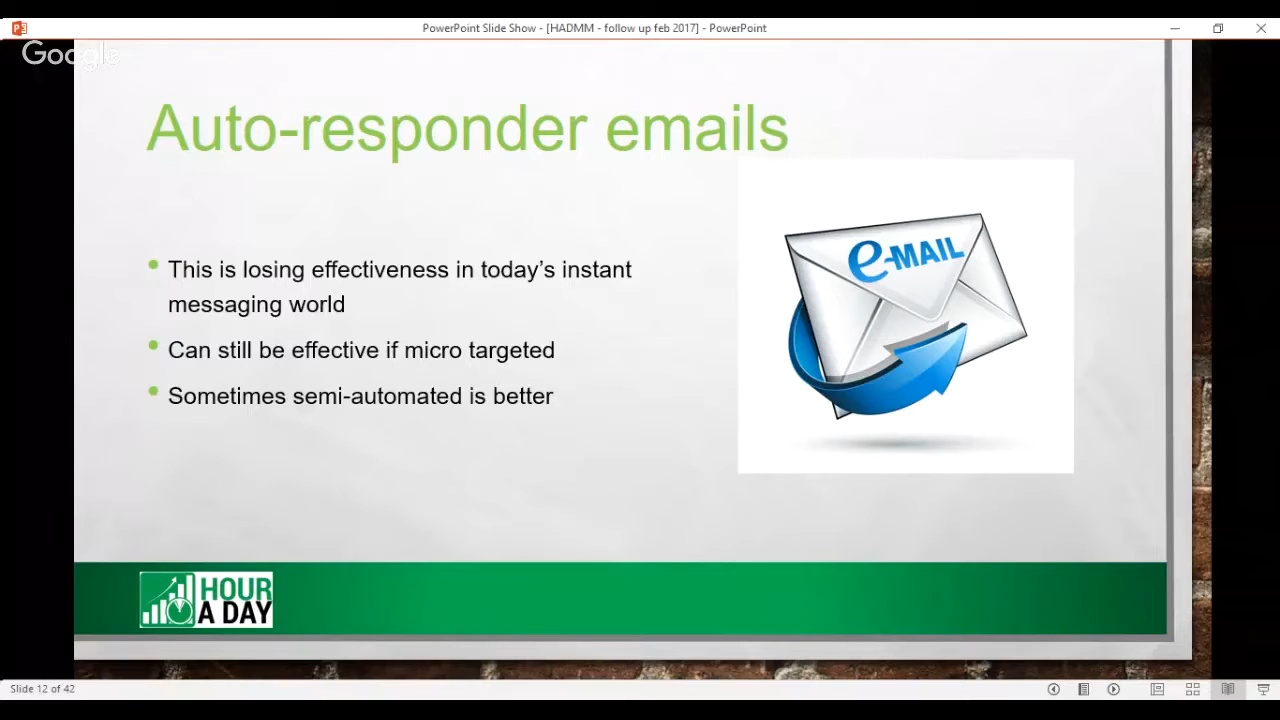 PowerPoint Slide Show - [HADMM - follow up feb 2017] - PowerPoint
Google
Auto-responder emails
e-MAIL
• This is losing effectiveness in today's instant
messaging world
• Can still be effective if micro targeted
• Sometimes semi-automated is better
HOUR
A DAY
Slide 12 of 42